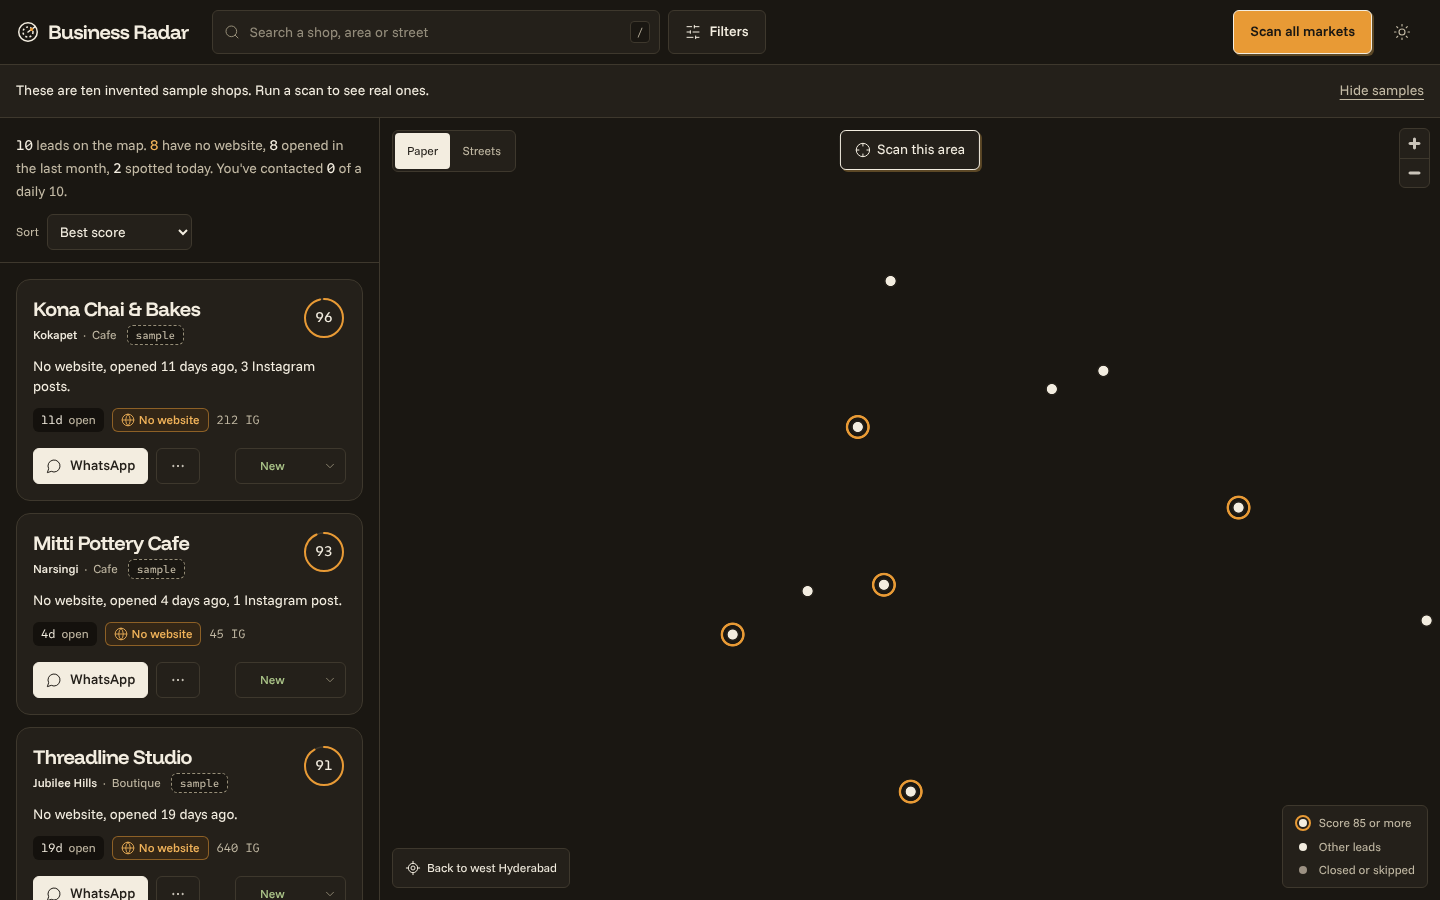 Business Radar
Search a shop, area or street
/
Filters
Scan all markets
These are ten invented sample shops. Run a scan to see real ones.
Hide samples
10 leads on the map. 8 have no website, 8 opened in
the last month, 2 spotted today. You've contacted 0 of a
daily 10.
Sort
Best score
Kona Chai & Bakes
96
Kokapet · Cafe sample
No website, opened 11 days ago, 3 Instagram
posts.
11d open
No website
212 IG
WhatsApp
···
New
Mitti Pottery Cafe
93
Narsingi · Cafe sample
No website, opened 4 days ago, 1 Instagram post.
4d open
No website
45 IG
WhatsApp
···
New
Threadline Studio
91
Jubilee Hills · Boutique sample
No website, opened 19 days ago.
19d open
No website
640 IG
WhatsApp
···
New
Paper
Streets
Scan this area
+
−
Back to west Hyderabad
Score 85 or more
Other leads
Closed or skipped